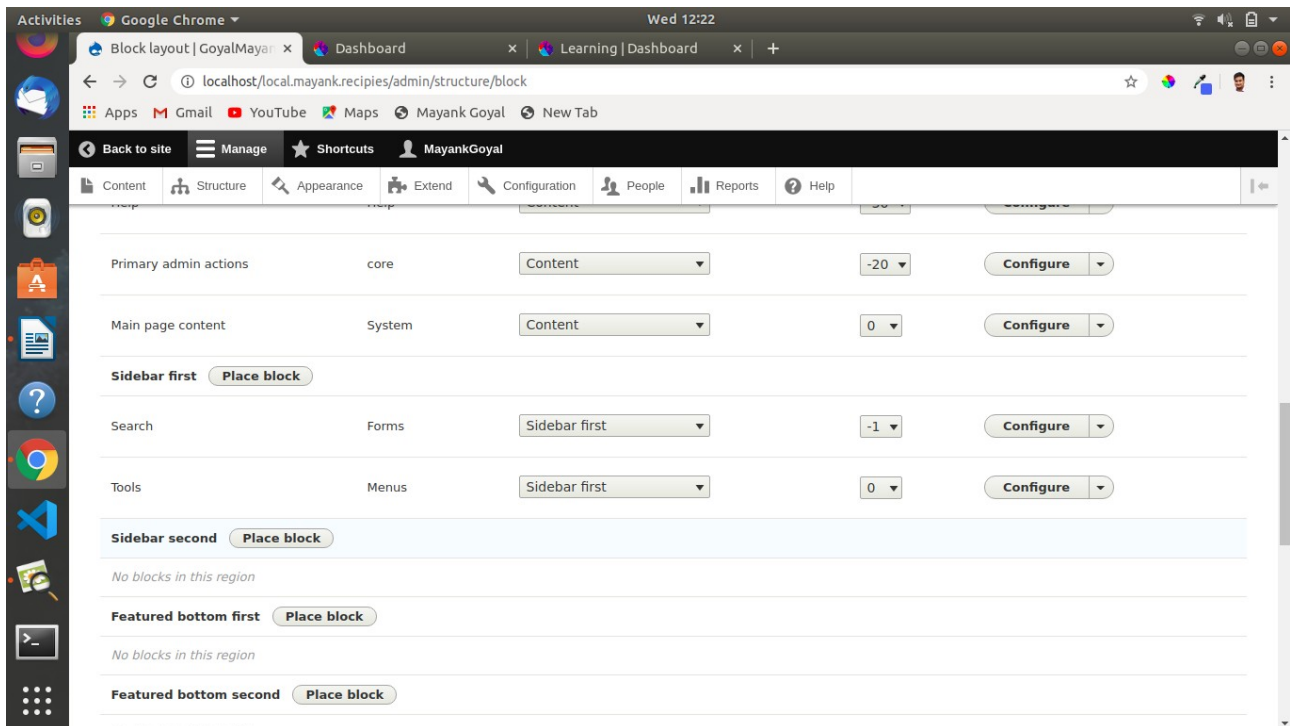 Activities Google Chrome Wed 12:22
Block layout | GoyalMayan Dashboard Learning | Dashboard
localhost/local.mayank.recipies/admin/structure/block
Apps Gmail YouTube Maps Mayank Goyal New Tab
Back to site Manage Shortcuts MayankGoyal
Content Structure Appearance Extend Configuration People Reports Help
Help Help Content Configure
Primary admin actions core Content -20 Configure
Main page content System Content 0 Configure
Sidebar first Place block
Search Forms Sidebar first -1 Configure
Tools Menus Sidebar first 0 Configure
Sidebar second Place block
No blocks in this region
Featured bottom first Place block
No blocks in this region
Featured bottom second Place block